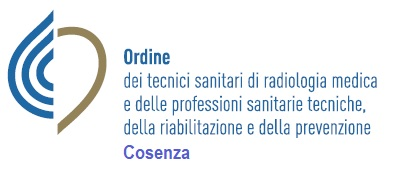 Ordine
dei tecnici sanitari di radiologia medica
e delle professioni sanitarie tecniche,
della riabilitazione e della prevenzione
Cosenza